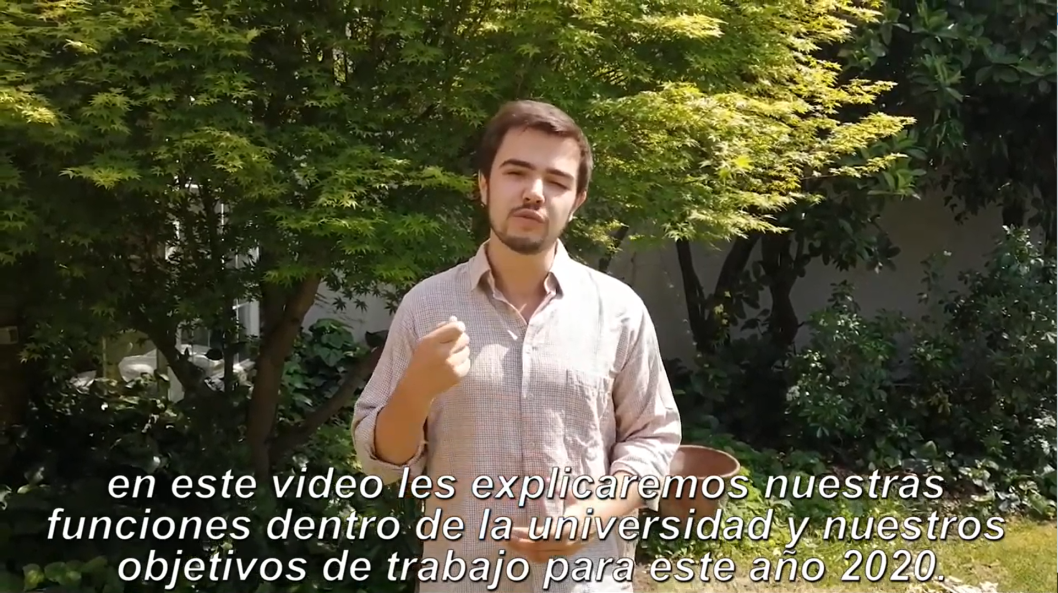 en este video les explicaremos nuestras
funciones dentro de la universidad y nuestros
objetivos de trabajo para este año 2020.